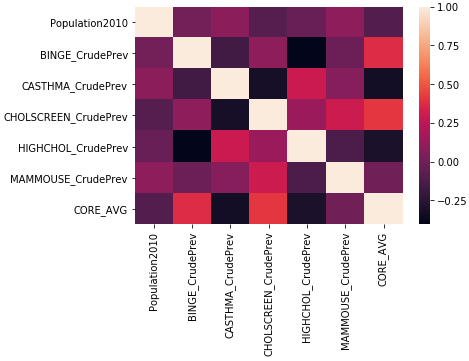 Population2010
BINGE_CrudePrev
CASTHMA_CrudePrev
CHOLSCREEN_CrudePrev
HIGHCHOL_CrudePrev
MAMMOUSE_CrudePrev
CORE_AVG
Population2010
BINGE_CrudePrev
CASTHMA_CrudePrev
CHOLSCREEN_CrudePrev
HIGHCHOL_CrudePrev
MAMMOUSE_CrudePrev
CORE_AVG
1.00
0.75
0.50
0.25
0.00
−0.25